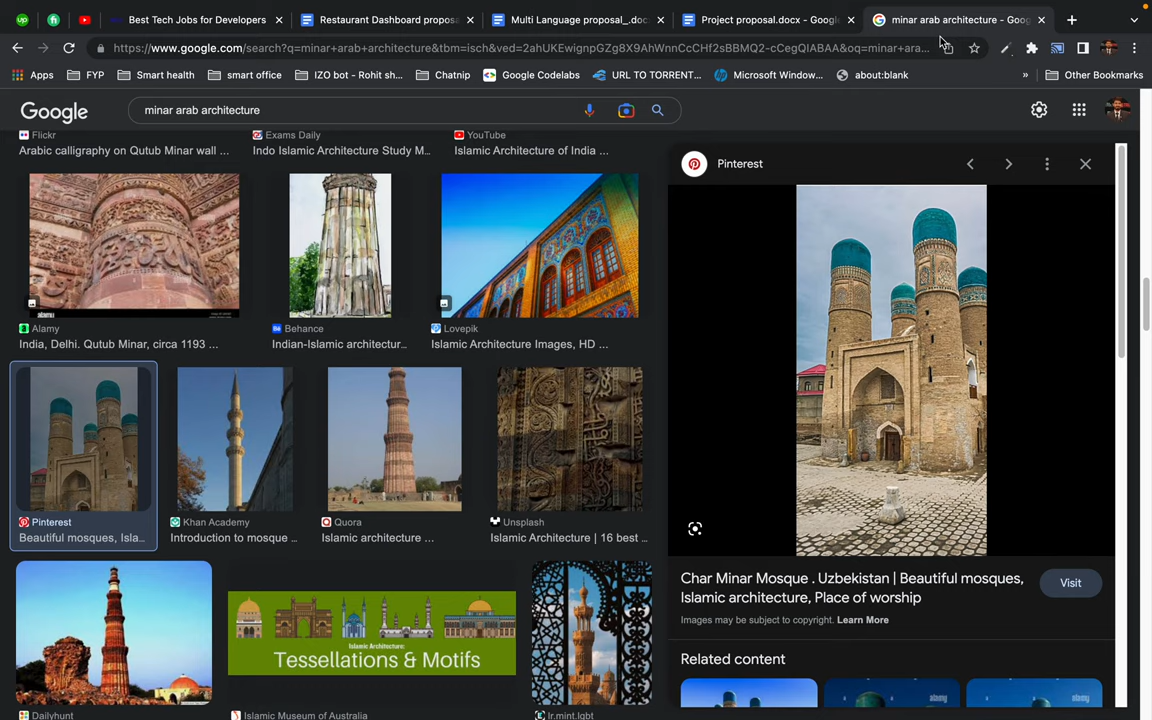 Best Tech Jobs for Developers
Restaurant Dashboard propos
Multi Language proposal_.doc
Project proposal.docx - Google
minar arab architecture - Goog
https://www.google.com/search?q=minar+arab+architecture&tbm=isch&ved=2ahUKEwignpGZg8X9AhWnnCcCHf2sBBMQ2-cCegQIABAA&oq=minar+ara...
Apps
FYP
Smart health
smart office
IZO bot - Rohit sh...
Chatnip
Google Codelabs
URL TO TORRENT...
Microsoft Window...
about:blank
»
Other Bookmarks
Google
minar arab architecture
Flickr
Arabic calligraphy on Qutub Minar wall ...
Exams Daily
Indo Islamic Architecture Study M...
YouTube
Islamic Architecture of India ...
alamy
Alamy
India, Delhi. Qutub Minar, circa 1193 ...
Behance
Indian-Islamic architectur...
Lovepik
Islamic Architecture Images, HD ...
Pinterest
Beautiful mosques, Isla...
Khan Academy
Introduction to mosque ...
Quora
Islamic architecture ...
Unsplash
Islamic Architecture | 16 best ...
Islamic Architecture:
Tessellations & Motifs
Dailyhunt
Islamic Museum of Australia
lr.mint.lgbt
Pinterest
Char Minar Mosque . Uzbekistan | Beautiful mosques,
Islamic architecture, Place of worship
Visit
Images may be subject to copyright. Learn More
Related content
alamy
alamy